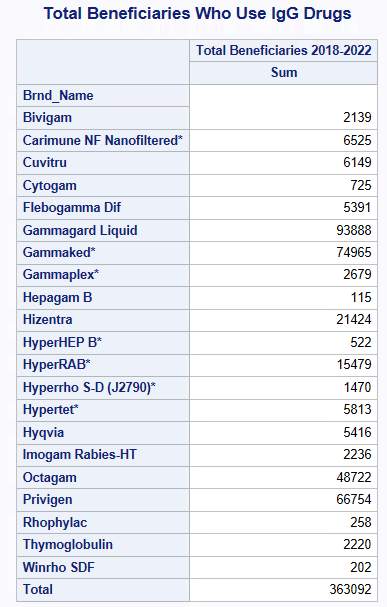 Total Beneficiaries Who Use IgG Drugs
Total Beneficiaries 2018-2022
Sum
Brnd_Name
Bivigam 2139
Carimune NF Nanofiltered* 6525
Cuvitru 6149
Cytogam 725
Flebogamma Dif 5391
Gammagard Liquid 93888
Gammaked* 74965
Gammaplex* 2679
Hepagam B 115
Hizentra 21424
HyperHEP B* 522
HyperRAB* 15479
Hyperrho S-D (J2790)* 1470
Hypertet* 5813
Hyqvia 5416
Imogam Rabies-HT 2236
Octagam 48722
Privigen 66754
Rhophylac 258
Thymoglobulin 2220
Winrho SDF 202
Total 363092